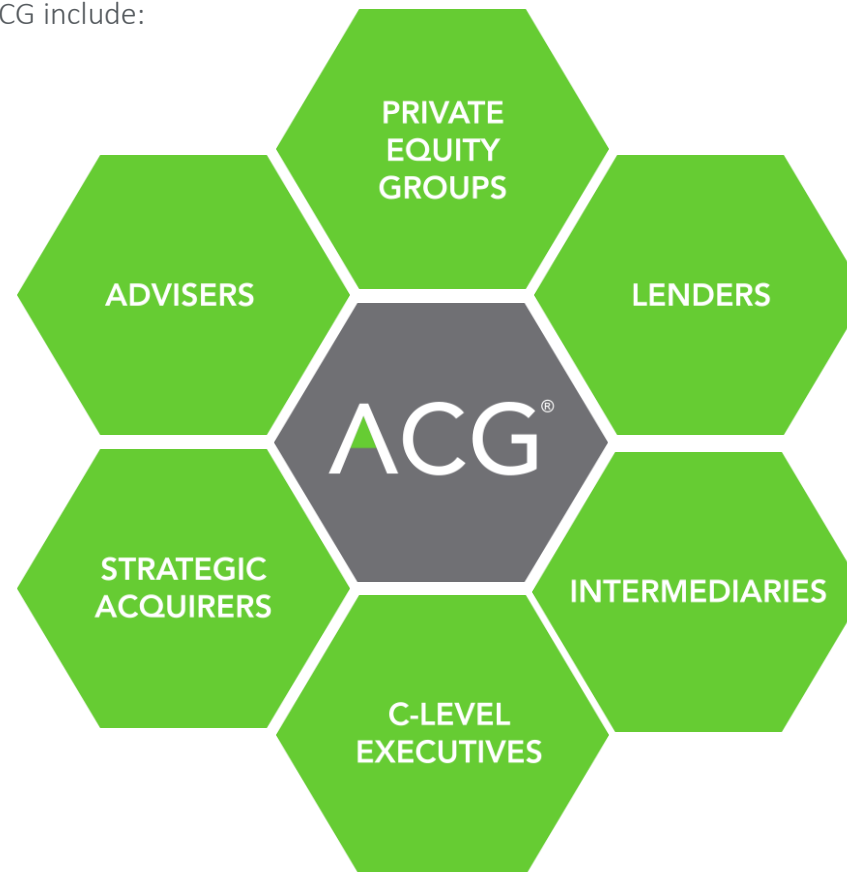 CG include:
PRIVATE
EQUITY
GROUPS
ADVISERS
LENDERS
ACG®
STRATEGIC
ACQUIRERS
INTERMEDIARIES
C-LEVEL
EXECUTIVES